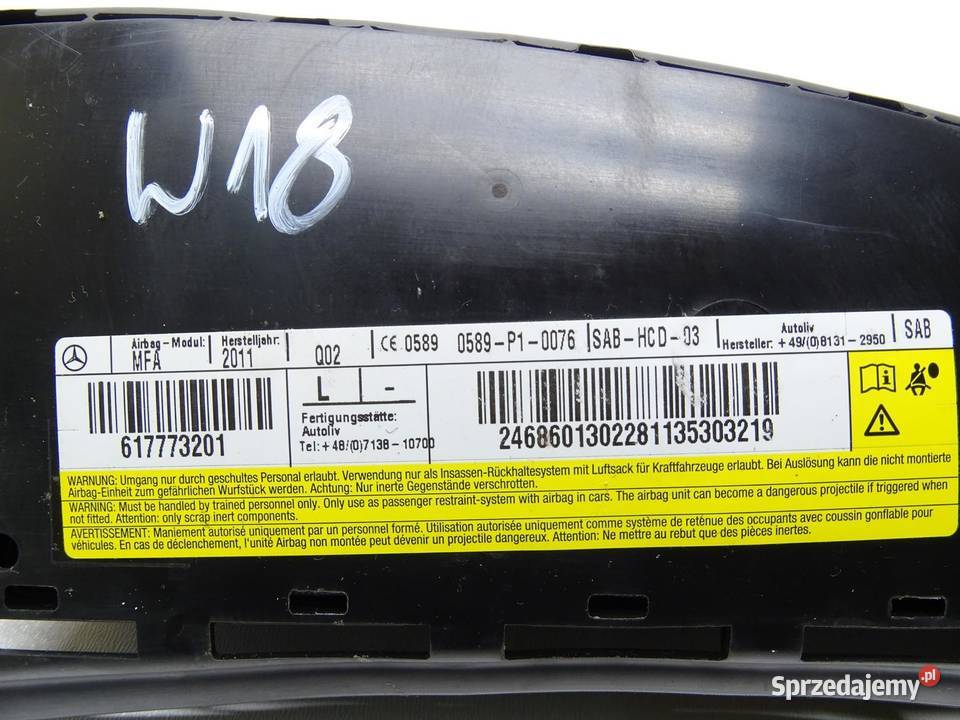 W18
Airbag-Modul:
MFA
Herstelljahr:
2011
Q02
CE 0589
0589-P1-0076
SAB-HCD-03
Autoliv
Hersteller: +49/(0)8131-2950
SAB
617773201
L -
Fertigungsstätte:
Autoliv
Tel: +48/(0)7138-10700
2468601302281135303219
WARNUNG: Umgang nur durch geschultes Personal erlaubt. Verwendung nur als Insassen-Rückhaltesystem mit Luftsack für Kraftfahrzeuge erlaubt. Bei Auslösung kann die nicht montierte
Airbag-Einheit zum gefährlichen Wurfstück werden. Achtung: Nur inerte Gegenstände verschrotten.
WARNING: Must be handled by trained personnel only. Only use as passenger restraint-system with airbag in cars. The airbag unit can become a dangerous projectile if triggered when
not fitted. Attention: only scrap inert components.
AVERTISSEMENT: Maniement autorisé uniquement par un personnel formé. Utilisation autorisée uniquement comme système de retenue des occupants avec coussin gonflable pour
véhicules. En cas de déclenchement, l'unité Airbag non montée peut dévenir un projectile dangereux. Attention: Ne mettre au rebut que des pièces inertes.
Sprzedajemy.pl